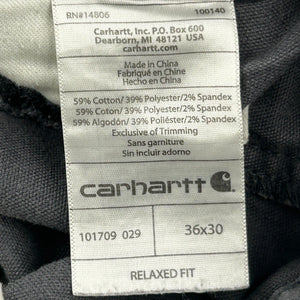 RN#14806 100140
Carhartt, Inc. P.O. Box 600
Dearborn, MI 48121 USA
carhartt.com
Made in China
Fabriqué en Chine
Hecho en China
59% Cotton/ 39% Polyester/2% Spandex
59% Coton/ 39% Polyester/2% Spandex
59% Algodón/ 39% Poliéster/2% Spandex
Exclusive of Trimming
Sans garniture
Sin incluir adorno
carhartt
101709 029 36x30
RELAXED FIT